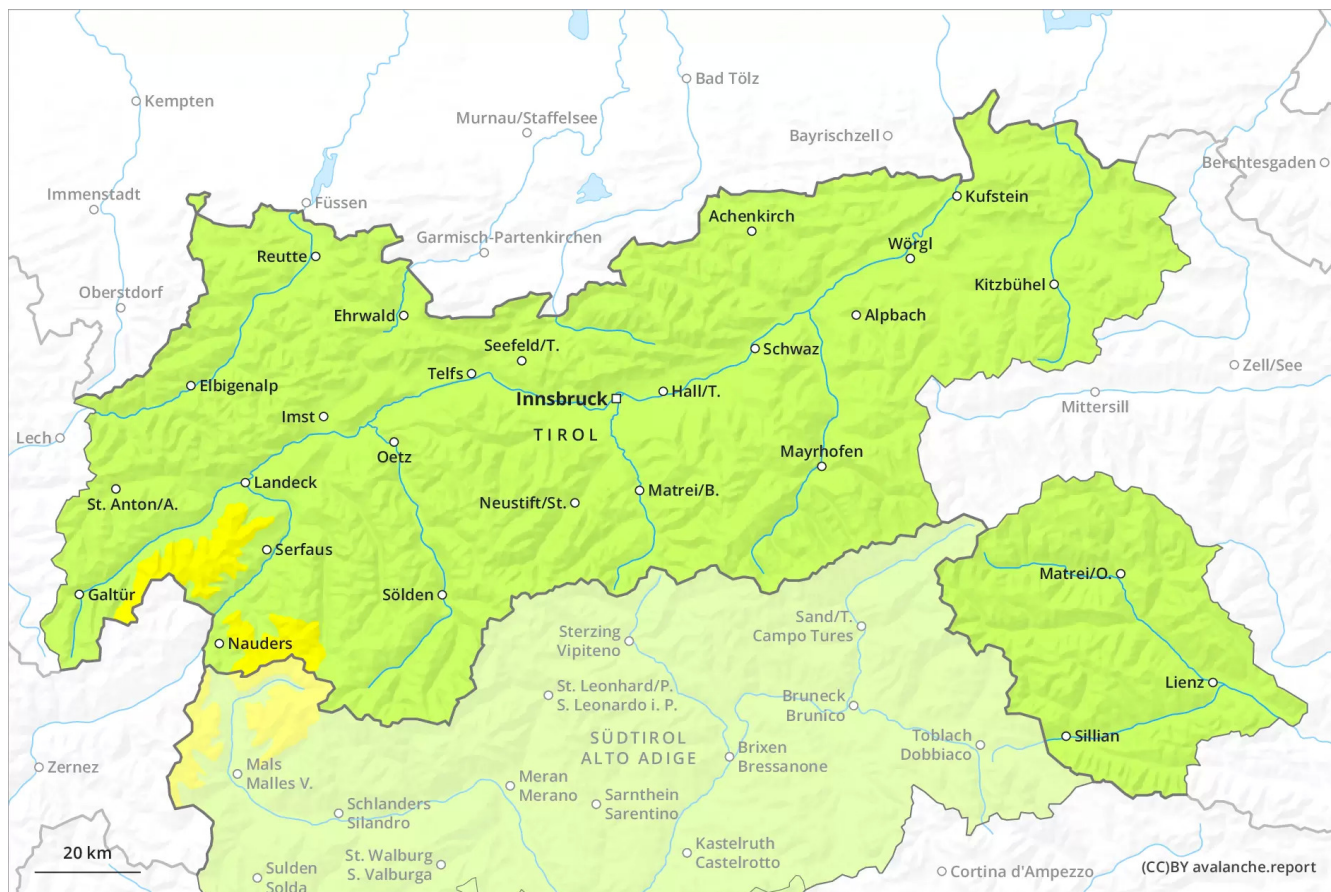 Bad Tölz
Kempten
Murnau/Staffelsee
Bayrischzell
Berchtesgaden
Immenstadt
Füssen
Kufstein
Achenkirch
Garmisch-Partenkirchen
Wörgl
Reutte
Kitzbühel
Oberstdorf
Ehrwald
Alpbach
Seefeld/T.
Schwaz
Zell/See
Telfs
Elbigenalp
Hall/T.
Innsbruck
Mittersill
Imst
TIROL
Lech
Oetz
Mayrhofen
Landeck
St. Anton/A.
Neustift/St.
Matrei/B.
Serfaus
Matrei/O.
Galtür
Sölden
Sand/T.
Campo Tures
Sterzing
Vipiteno
Nauders
Lienz
St. Leonhard/P.
S. Leonardo i. P.
Bruneck
Brunico
SÜDTIROL
ALTO ADIGE
Toblach
Dobbiaco
Sillian
Brixen
Bressanone
Zernez
Mals
Malles V.
Meran
Merano
Sarnthein
Sarentino
Schlanders
Silandro
Kastelruth
Castelrotto
20 km
St. Walburg
S. Valburga
Sulden
Solda
Cortina d'Ampezzo
(CC)BY avalanche.report